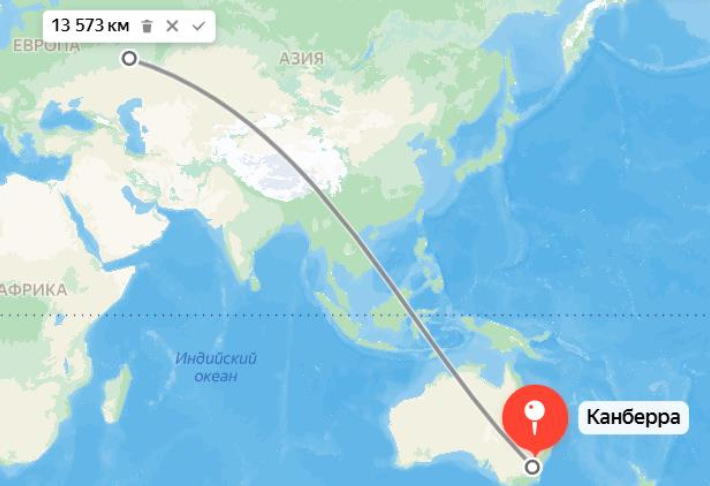 13 573 км
ЕВРОПА
АЗИЯ
АФРИКА
Индийский
океан
Канберра